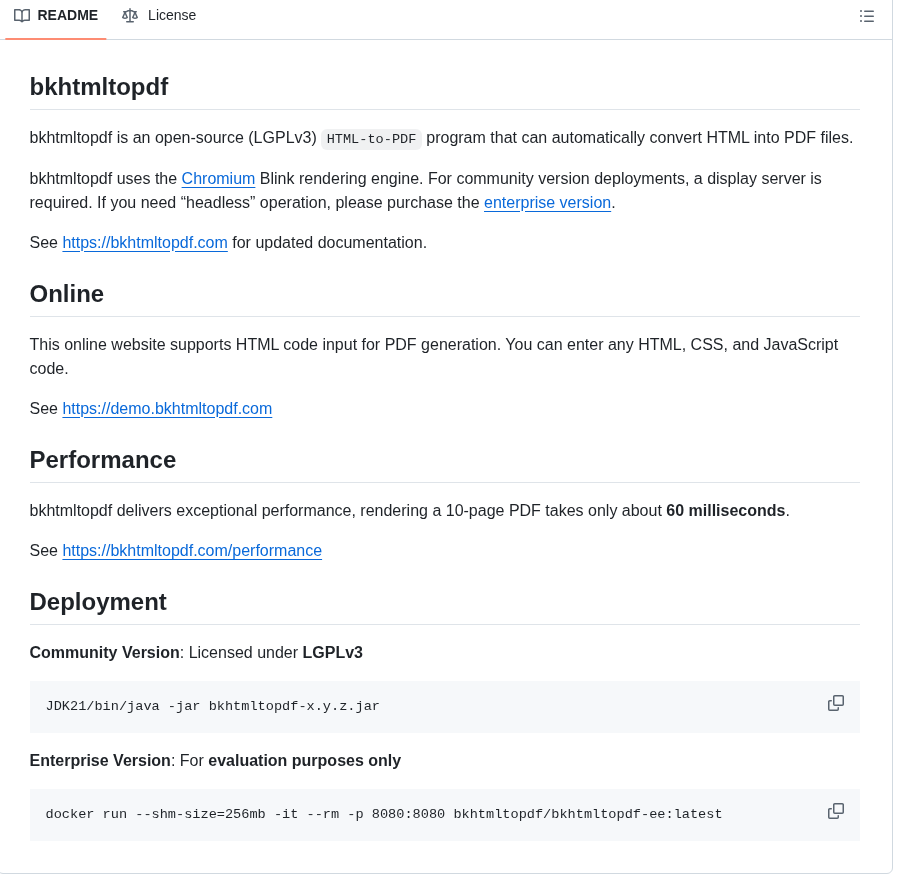 README License
bkhtmltopdf
bkhtmltopdf is an open-source (LGPLv3) HTML-to-PDF program that can automatically convert HTML into PDF files.
bkhtmltopdf uses the Chromium Blink rendering engine. For community version deployments, a display server is
required. If you need “headless” operation, please purchase the enterprise version.
See https://bkhtmltopdf.com for updated documentation.
Online
This online website supports HTML code input for PDF generation. You can enter any HTML, CSS, and JavaScript
code.
See https://demo.bkhtmltopdf.com
Performance
bkhtmltopdf delivers exceptional performance, rendering a 10-page PDF takes only about 60 milliseconds.
See https://bkhtmltopdf.com/performance
Deployment
Community Version: Licensed under LGPLv3
JDK21/bin/java -jar bkhtmltopdf-x.y.z.jar
Enterprise Version: For evaluation purposes only
docker run --shm-size=256mb -it --rm -p 8080:8080 bkhtmltopdf/bkhtmltopdf-ee:latest